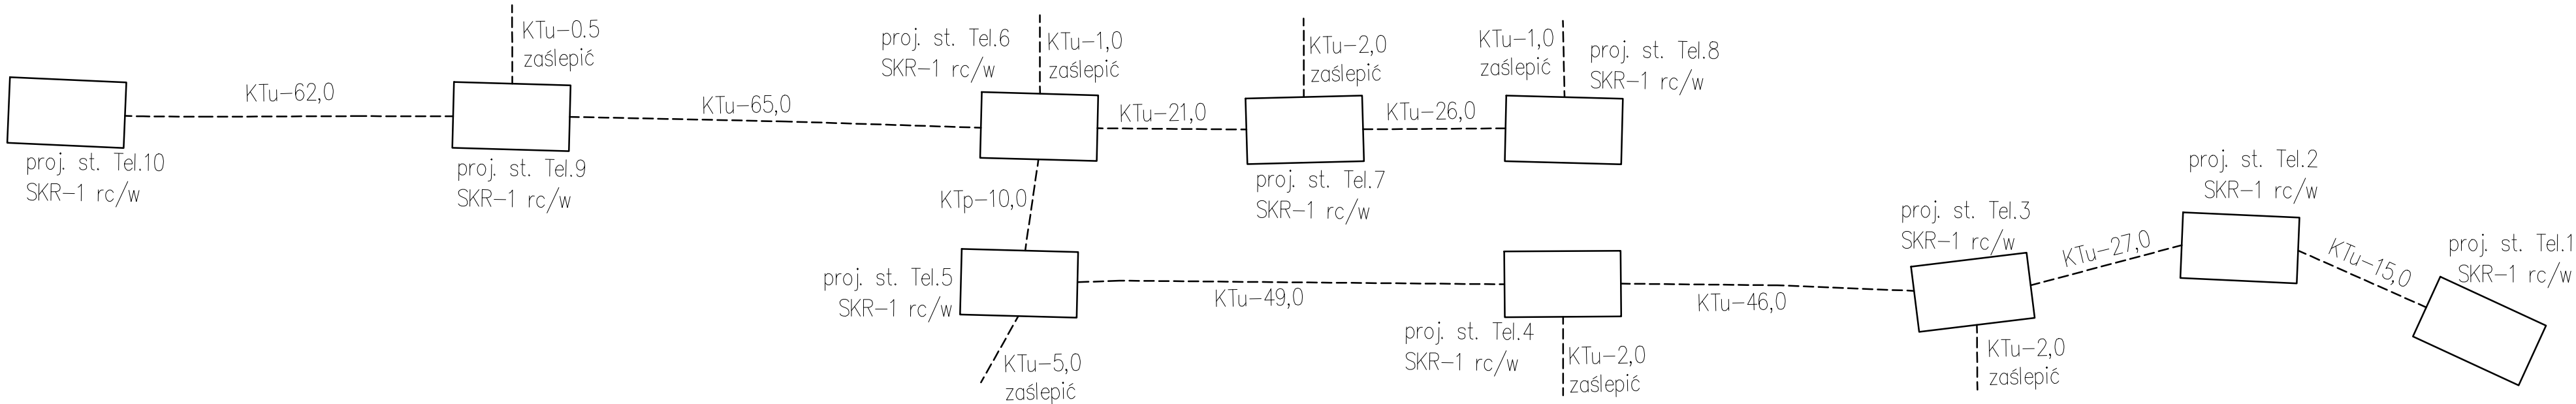 KTu-0.5
zaślepić
proj. st. Tel.6
SKR-1 rc/w
KTu-1,0
zaślepić
KTu-2,0
zaślepić
KTu-1,0
zaślepić
proj. st. Tel.8
SKR-1 rc/w
KTu-62,0
KTu-65,0
KTu-21,0
KTu-26,0
proj. st. Tel.10
SKR-1 rc/w
proj. st. Tel.9
SKR-1 rc/w
KTp-10,0
proj. st. Tel.7
SKR-1 rc/w
proj. st. Tel.2
SKR-1 rc/w
proj. st. Tel.3
SKR-1 rc/w
KTu-27,0
KTu-15,0
proj. st. Tel.1
SKR-1 rc/w
proj. st. Tel.5
SKR-1 rc/w
KTu-49,0
KTu-46,0
proj. st. Tel.4
SKR-1 rc/w
KTu-5,0
zaślepić
KTu-2,0
zaślepić
KTu-2,0
zaślepić